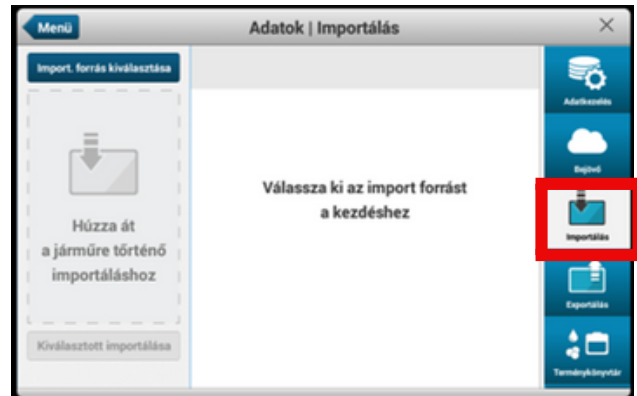 Menü
Adatok | Importálás
Import. forrás kiválasztása
Húzza át
a járműre történő
importáláshoz
Kiválasztott importálása
Válassza ki az import forrást
a kezdéshez
Adatkezelés
Bejövő
Importálás
Exportálás
Terménykönyvtár